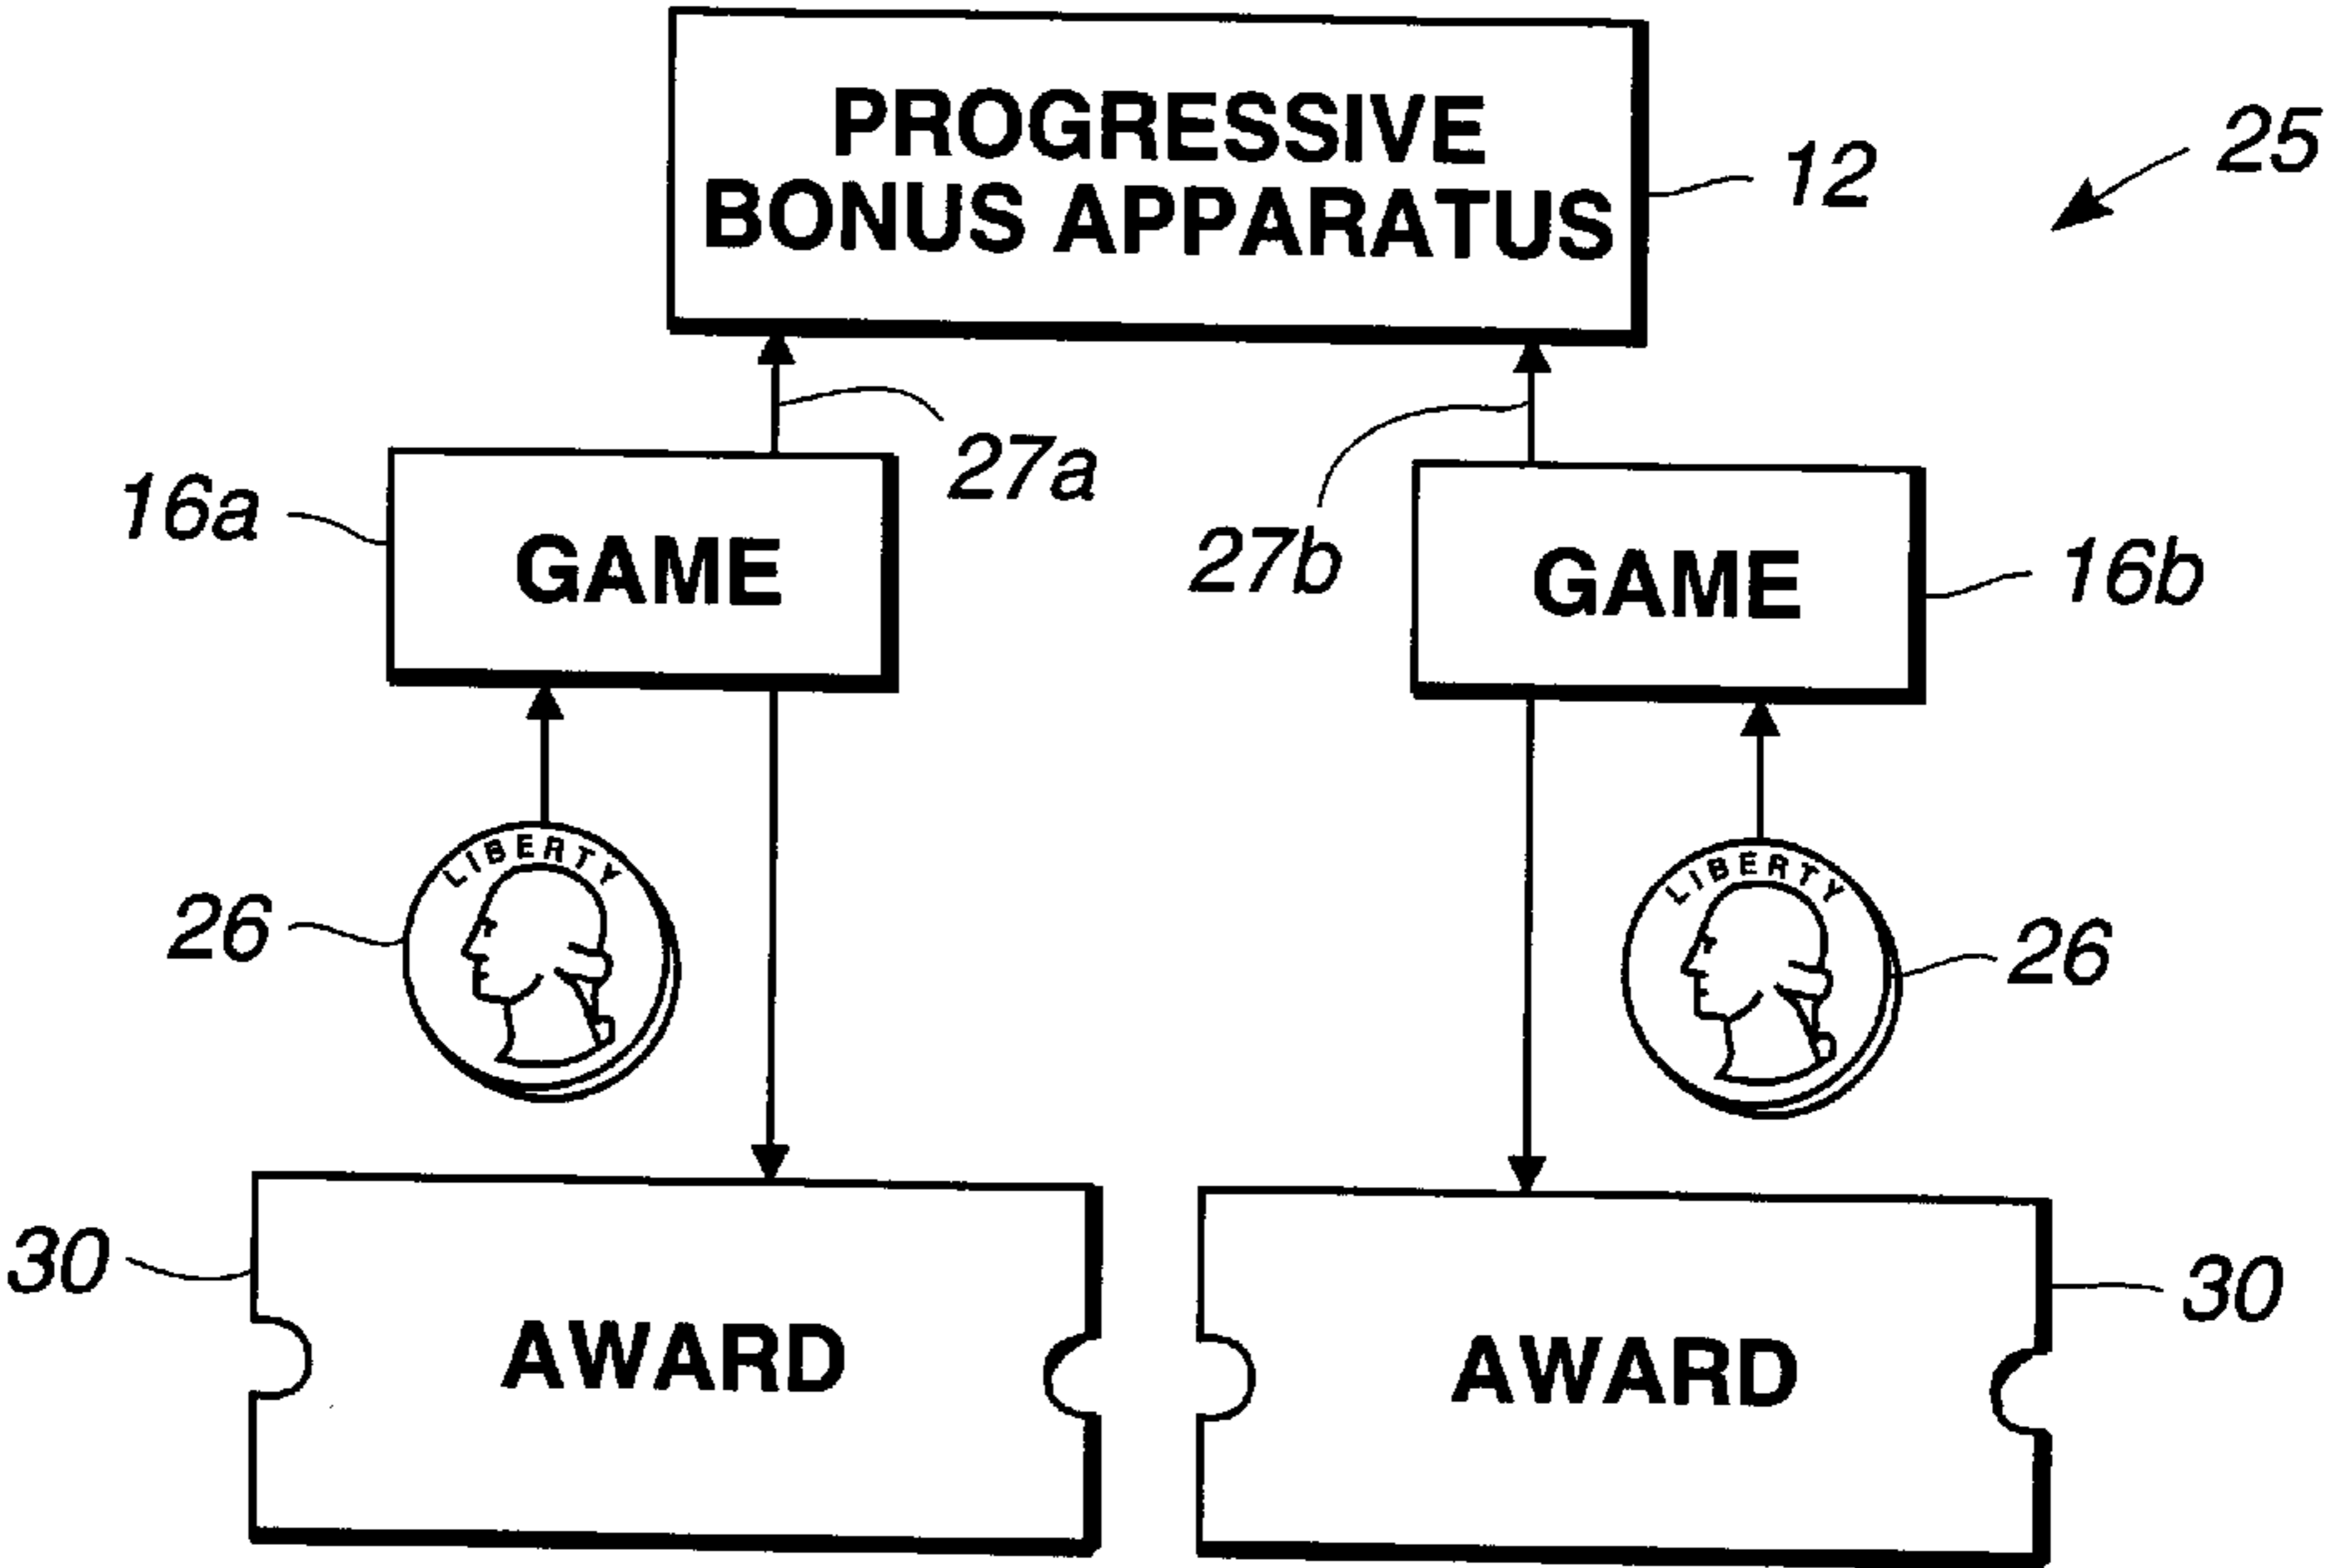 PROGRESSIVE
BONUS APPARATUS
12
25
27a
27b
16a
GAME
GAME
16b
LIBERTY
LIBERTY
26
26
30
AWARD
AWARD
30